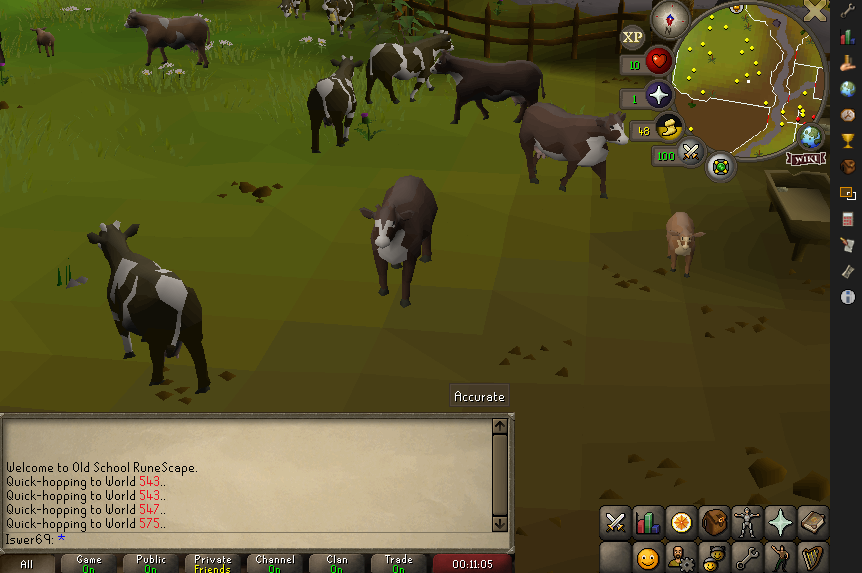 XP
10
1
48
100
WIKI
Accurate
Welcome to Old School RuneScape.
Quick-hopping to World 543..
Quick-hopping to World 543..
Quick-hopping to World 547..
Quick-hopping to World 575..
Iswer69: *
All Game Public Private Channel Clan Trade 00:11:05
On On Friends On On On